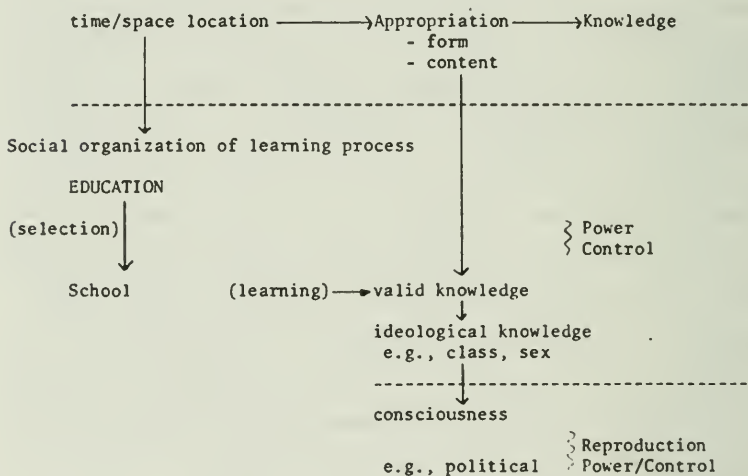 time/space location Appropriation Knowledge
- form
- content
Social organization of learning process
EDUCATION
(selection) Power
Control
School (learning) valid knowledge
ideological knowledge
e.g., class, sex
consciousness
Reproduction
e.g., political Power/Control